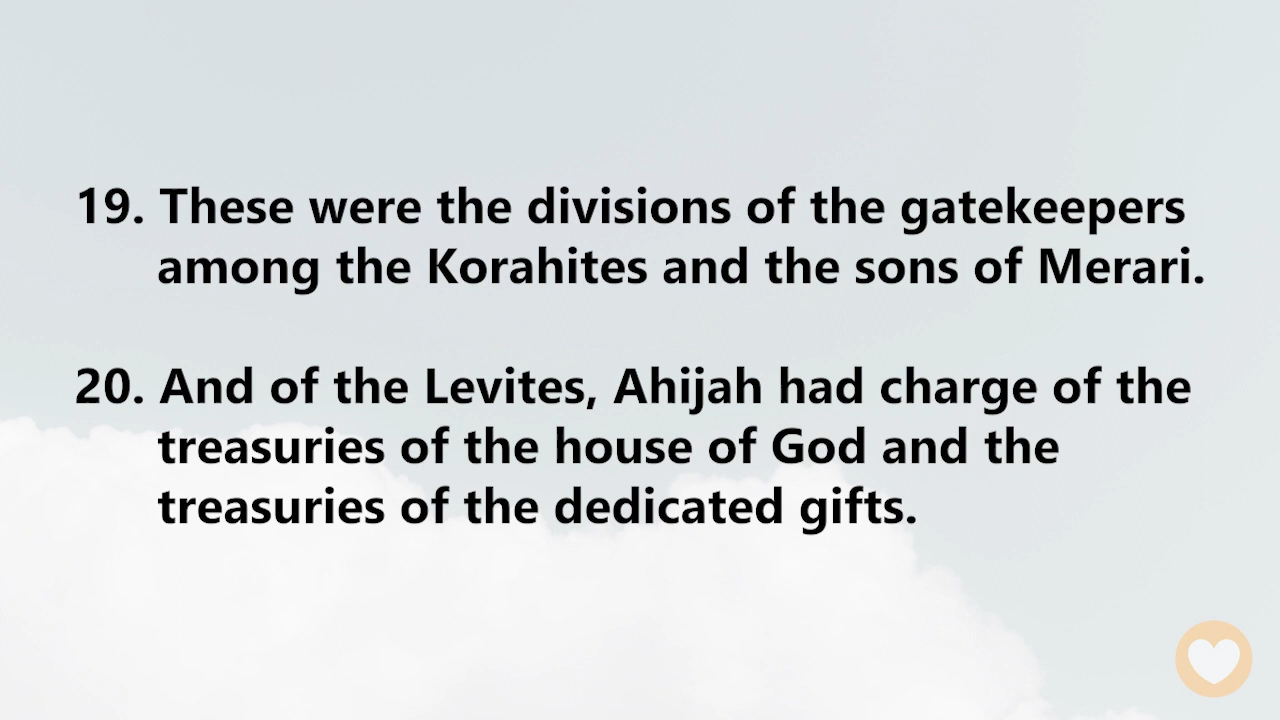 19. These were the divisions of the gatekeepers
among the Korahites and the sons of Merari.
20. And of the Levites, Ahijah had charge of the
treasuries of the house of God and the
treasuries of the dedicated gifts.